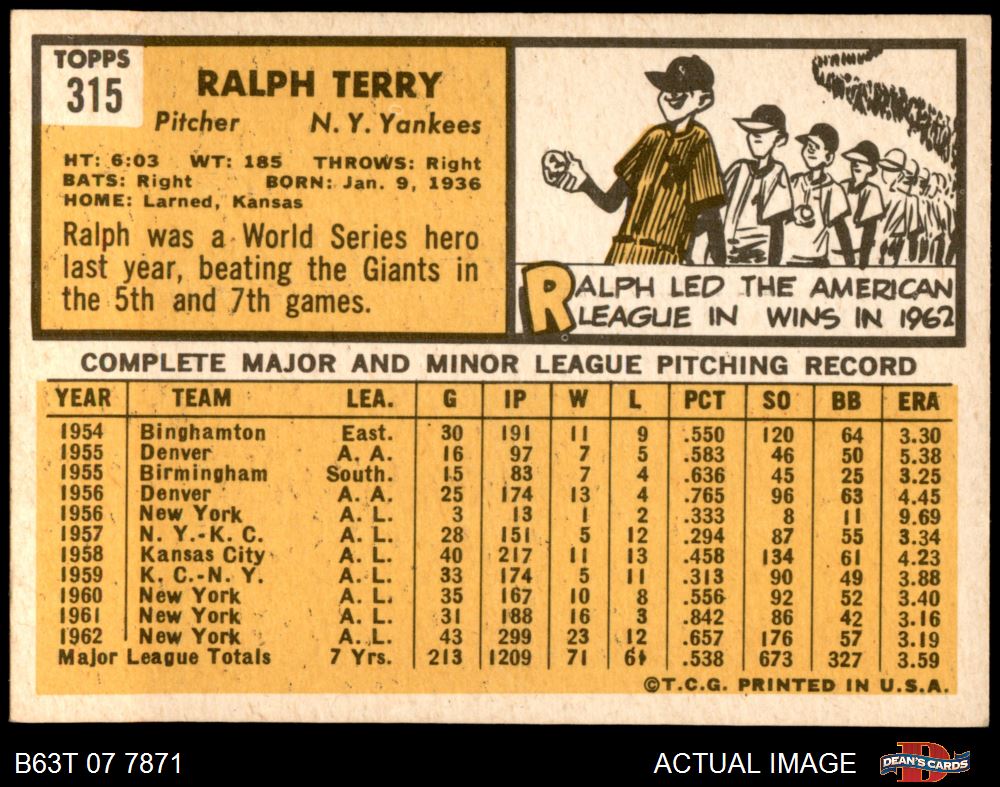 TOPPS
315
RALPH TERRY
Pitcher N. Y. Yankees
HT: 6:03 WT: 185 THROWS: Right
BATS: Right BORN: Jan. 9, 1936
HOME: Larned, Kansas
Ralph was a World Series hero
last year, beating the Giants in
the 5th and 7th games.
RALPH LED THE AMERICAN
LEAGUE IN WINS IN 1962
COMPLETE MAJOR AND MINOR LEAGUE PITCHING RECORD
YEAR TEAM LEA. G IP W L PCT SO BB ERA
1954 Binghamton East. 30 191 11 9 .550 120 64 3.30
1955 Denver A. A. 16 97 7 5 .583 46 50 5.38
1955 Birmingham South. 15 83 7 4 .636 45 25 3.25
1956 Denver A. A. 25 174 13 4 .765 96 63 4.45
1956 New York A. L. 3 13 1 2 .333 8 11 9.69
1957 N. Y.-K. C. A. L. 28 151 5 12 .294 87 55 3.34
1958 Kansas City A. L. 40 217 11 13 .458 134 61 4.23
1959 K. C.-N. Y. A. L. 33 174 5 11 .313 90 49 3.88
1960 New York A. L. 35 167 10 8 .556 92 52 3.40
1961 New York A. L. 31 188 16 3 .842 86 42 3.16
1962 New York A. L. 43 299 23 12 .657 176 57 3.19
Major League Totals 7 Yrs. 213 1209 71 61 .538 673 327 3.59
©T.C.G. PRINTED IN U.S.A.
B63T 07 7871 ACTUAL IMAGE DEAN'S CARDS